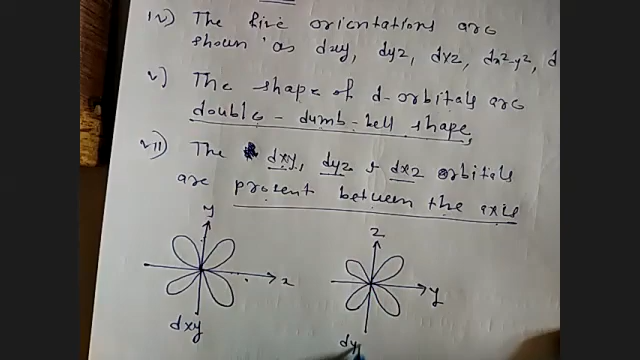 iv) The five orientations are
shown as dxy, dyz, dxz, dx²-y², d
v) The shape of d-orbitals are
double-dumb-bell shape,
vii) The dxy, dyz & dxz orbitals
are present between the axis
y
x
dxy
z
y
dy